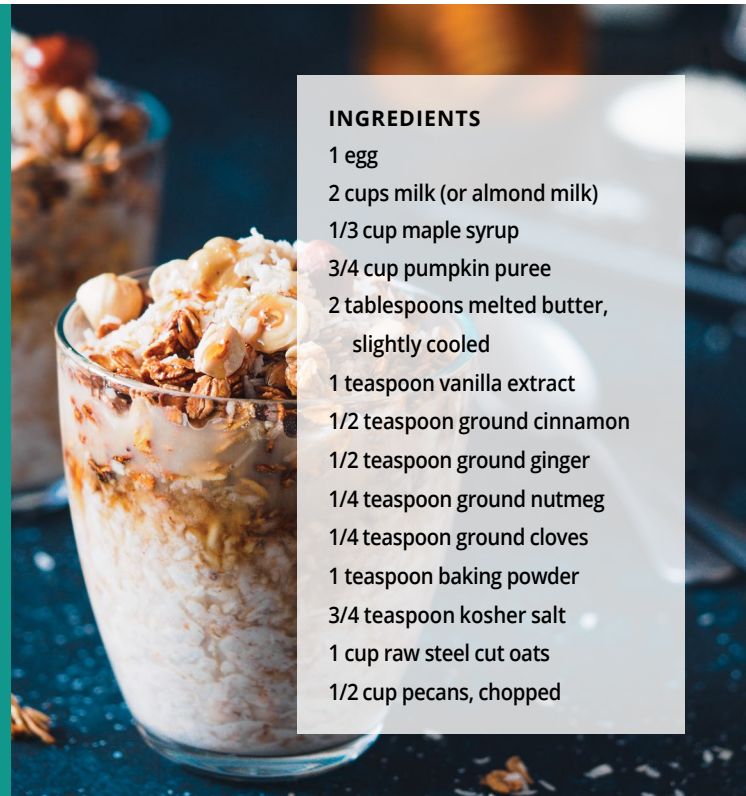 INGREDIENTS
1 egg
2 cups milk (or almond milk)
1/3 cup maple syrup
3/4 cup pumpkin puree
2 tablespoons melted butter,
slightly cooled
1 teaspoon vanilla extract
1/2 teaspoon ground cinnamon
1/2 teaspoon ground ginger
1/4 teaspoon ground nutmeg
1/4 teaspoon ground cloves
1 teaspoon baking powder
3/4 teaspoon kosher salt
1 cup raw steel cut oats
1/2 cup pecans, chopped